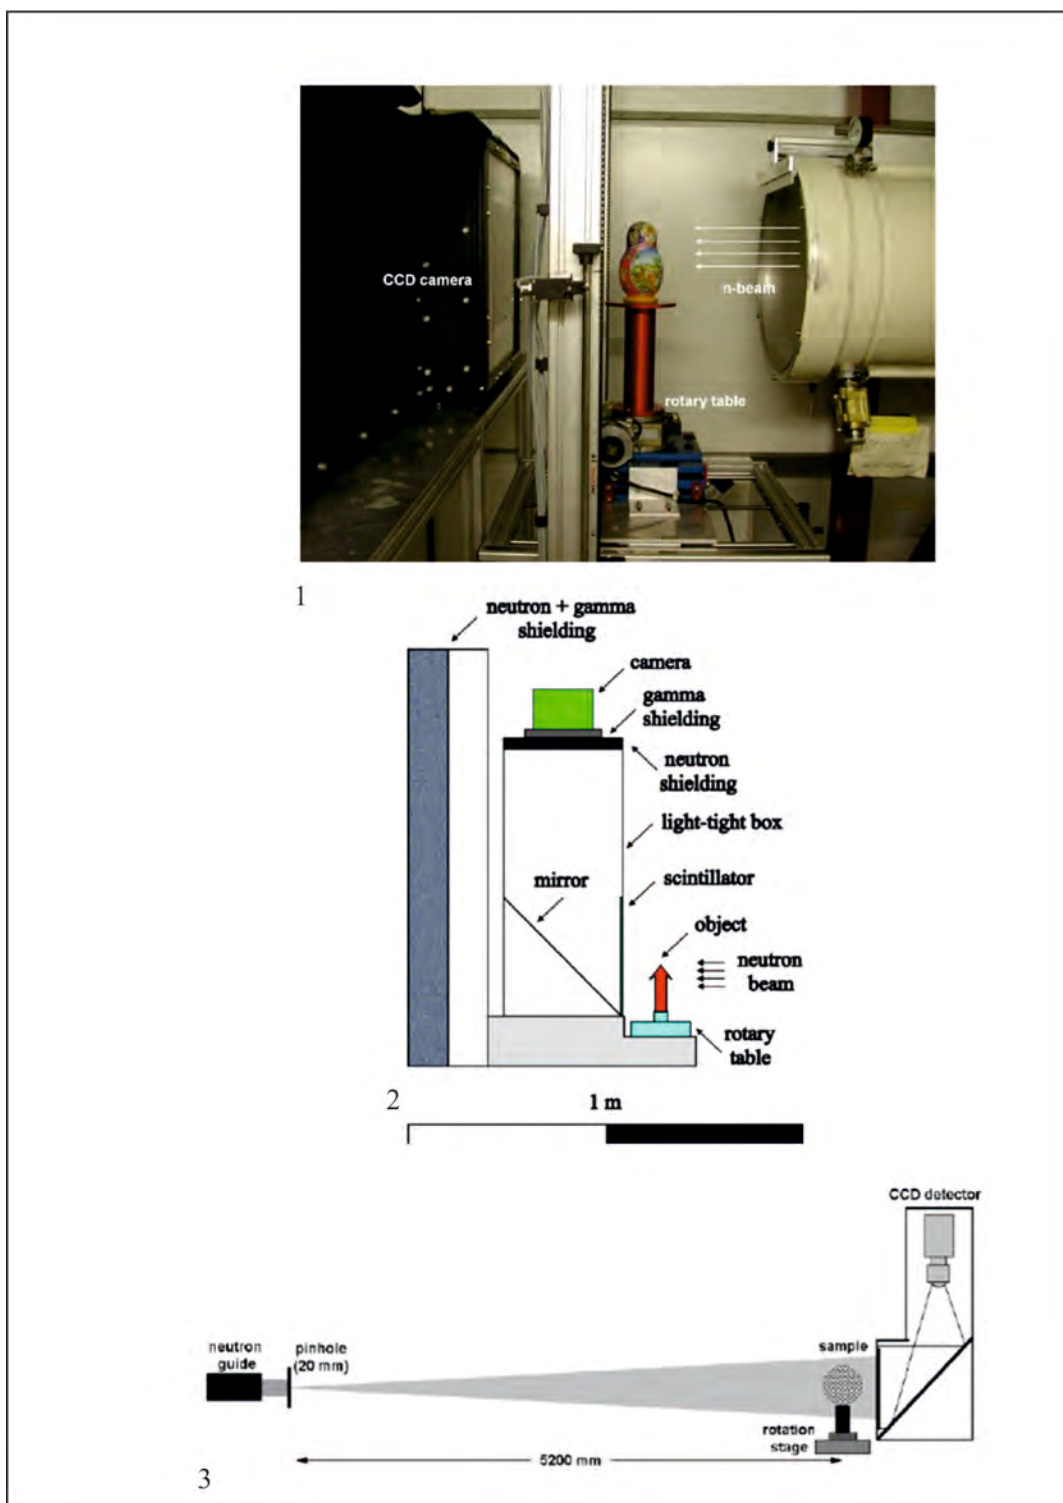 CCD camera
n-beam
rotary table
1
neutron + gamma
shielding
camera
gamma
shielding
neutron
shielding
light-tight box
mirror
scintillator
object
neutron
beam
rotary
table
2
1 m
CCD detector
neutron
guide
pinhole
(20 mm)
sample
rotation
stage
5200 mm
3